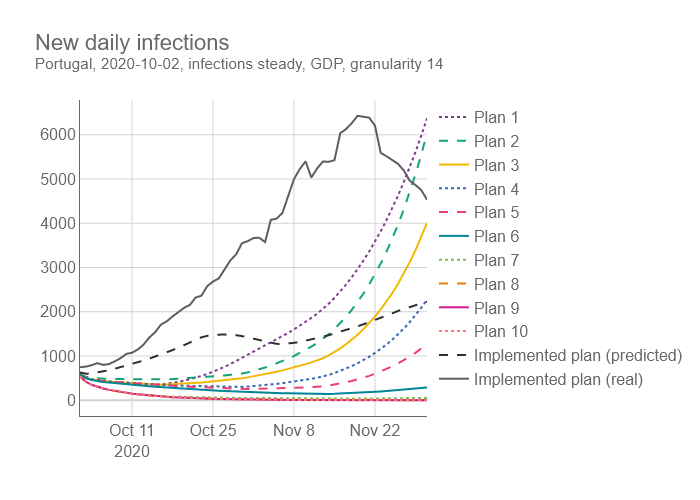 New daily infections
Portugal, 2020-10-02, infections steady, GDP, granularity 14
6000
5000
4000
3000
2000
1000
0
Oct 11
2020
Oct 25
Nov 8
Nov 22
Plan 1
Plan 2
Plan 3
Plan 4
Plan 5
Plan 6
Plan 7
Plan 8
Plan 9
Plan 10
Implemented plan (predicted)
Implemented plan (real)